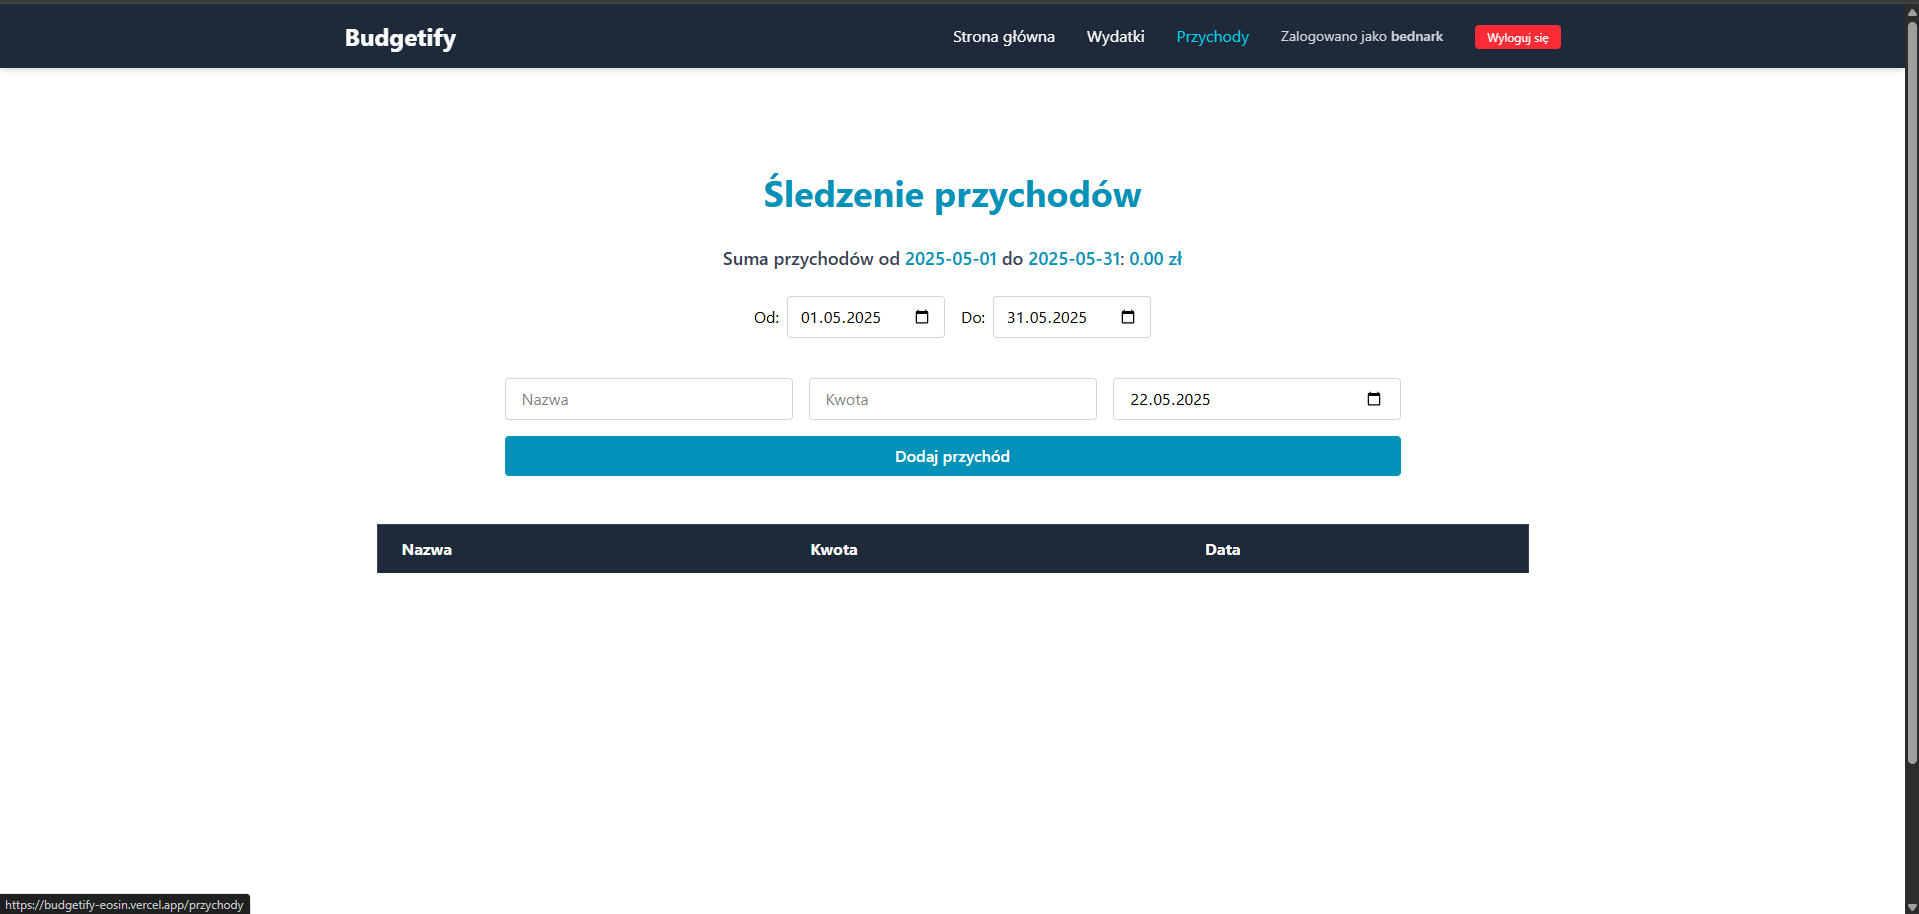 Budgetify
Strona główna Wydatki Przychody Zalogowano jako bednark Wyloguj się
Śledzenie przychodów
Suma przychodów od 2025-05-01 do 2025-05-31: 0.00 zł
Od: 01.05.2025 Do: 31.05.2025
Nazwa Kwota 22.05.2025
Dodaj przychód
Nazwa Kwota Data
https://budgetify-eosin.vercel.app/przychody